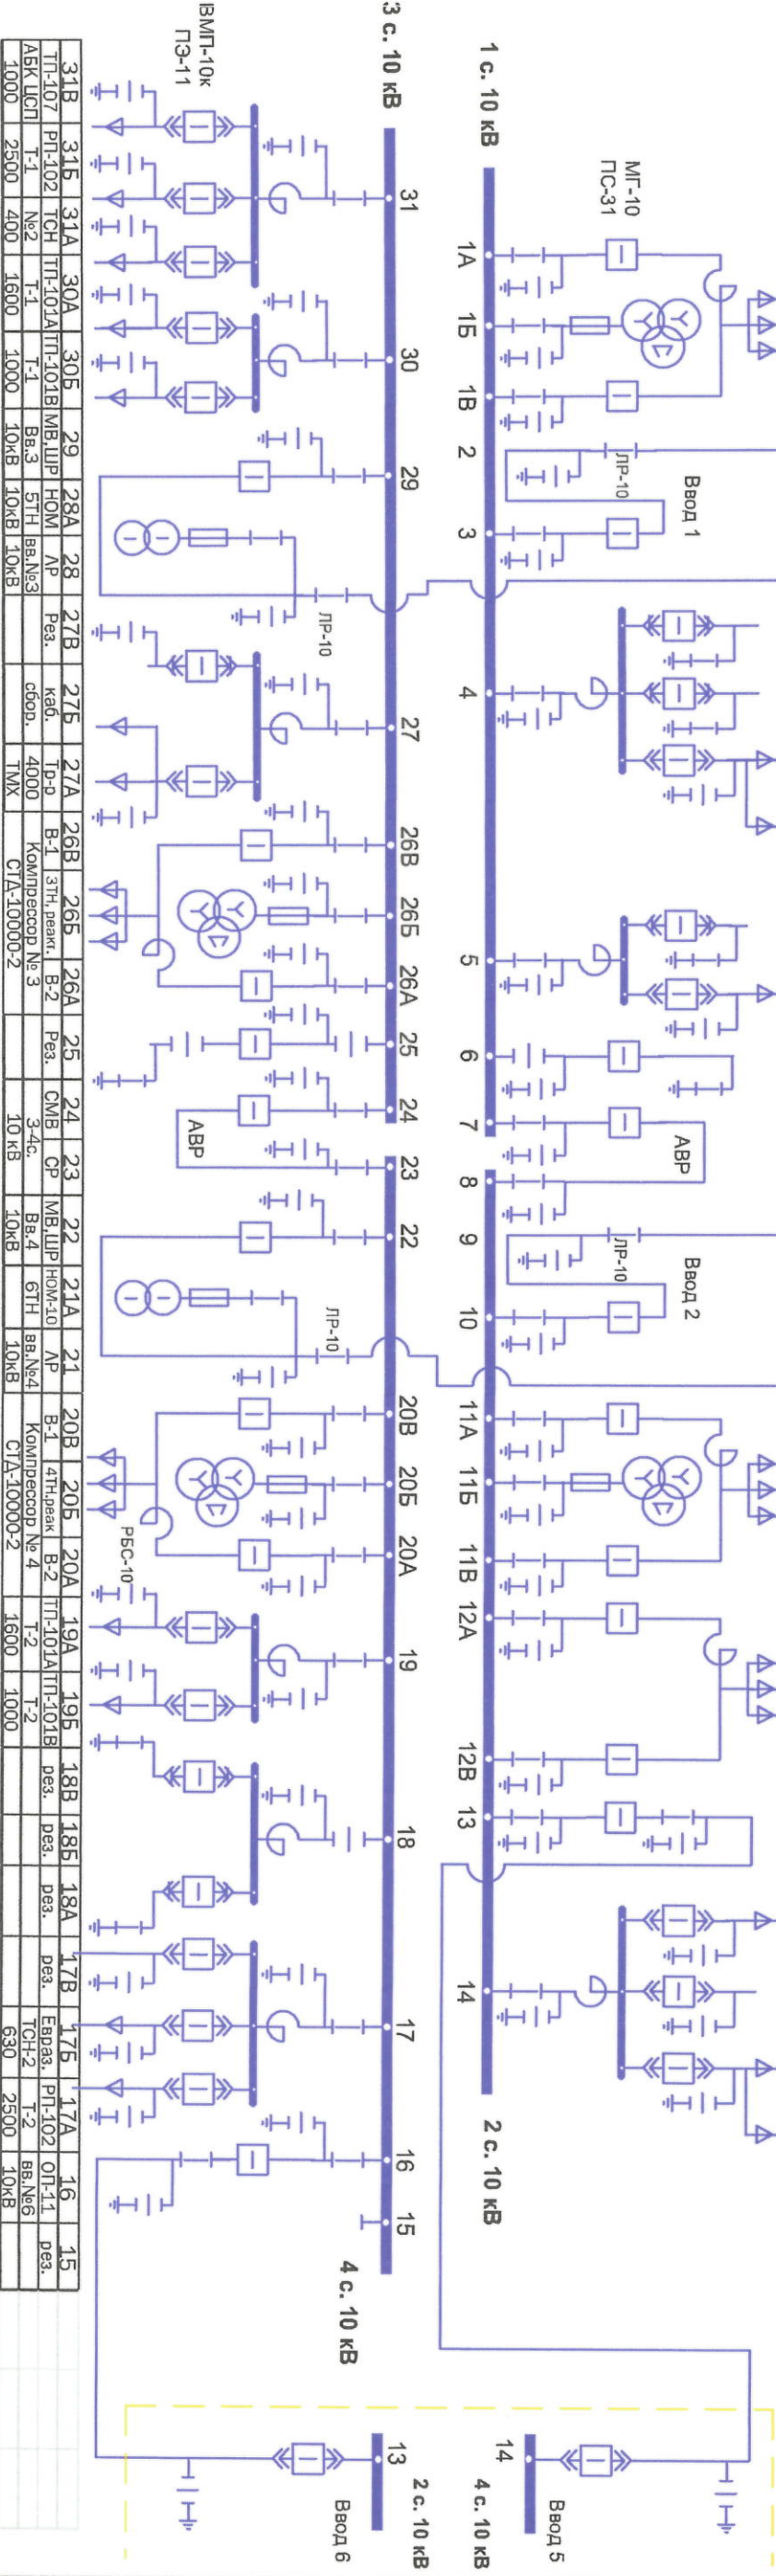 МГ-10
ПС-31
1А
1Б
1В
2
3
4
5
6
7
8
9
10
11А
11Б
11В
12А
12В
13
14
ЛР-10
Ввод 1
АВР
ЛР-10
Ввод 2
1 с. 10 кВ
2 с. 10 кВ
3 с. 10 кВ
4 с. 10 кВ
31
30
29
27
26В
26Б
26А
25
24
23
22
20В
20Б
20А
19
18
17
16
15
ВМП-10к
ПЭ-11
ЛР-10
АВР
ЛР-10
РБС-10
14
Ввод 5
4 с. 10 кВ
13
2 с. 10 кВ
Ввод 6
31В 31Б 31А 30А 30Б 29 28А 28 27В 27Б 27А 26В 26Б 26А 25 24 23 22 21А 21 20В 20Б 20А 19А 19Б 18В 18Б 18А 17В 17Б 17А 16 15
ТП-107 РП-102 ТСН ТП-101А ТП-101В МВ,ШР НОМ ЛР Рез. каб. Тр-р В-1 3ТН, реакт. В-2 Рез. СМВ СР МВ,ШР НОМ-10 ЛР В-1 4ТН,реак В-2 ТП-101А ТП-101В рез. рез. рез. рез. Евраз. РП-102 ОП-11 рез.
АБК ЦСП Т-1 №2 Т-1 Т-1 Вв.3 5ТН вв.№3 сбор. 4000 Компрессор № 3 3-4с. Вв.4 6ТН вв.№4 Компрессор № 4 Т-2 Т-2 ТСН-2 Т-2 вв.№6
1000 2500 400 1600 1000 10кВ 10кВ 10кВ ТМХ СТД-10000-2 10 кВ 10кВ 10кВ СТД-10000-2 1600 1000 630 2500 10кВ